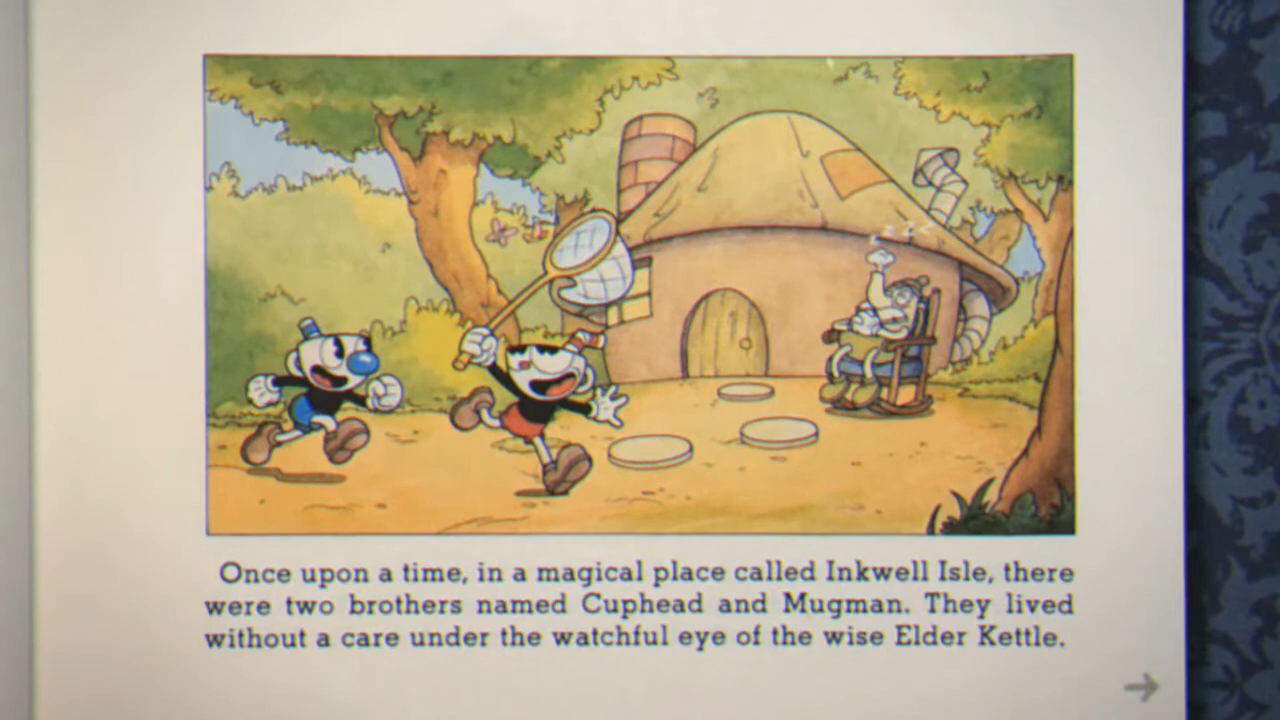 z z z z
Once upon a time, in a magical place called Inkwell Isle, there
were two brothers named Cuphead and Mugman. They lived
without a care under the watchful eye of the wise Elder Kettle.